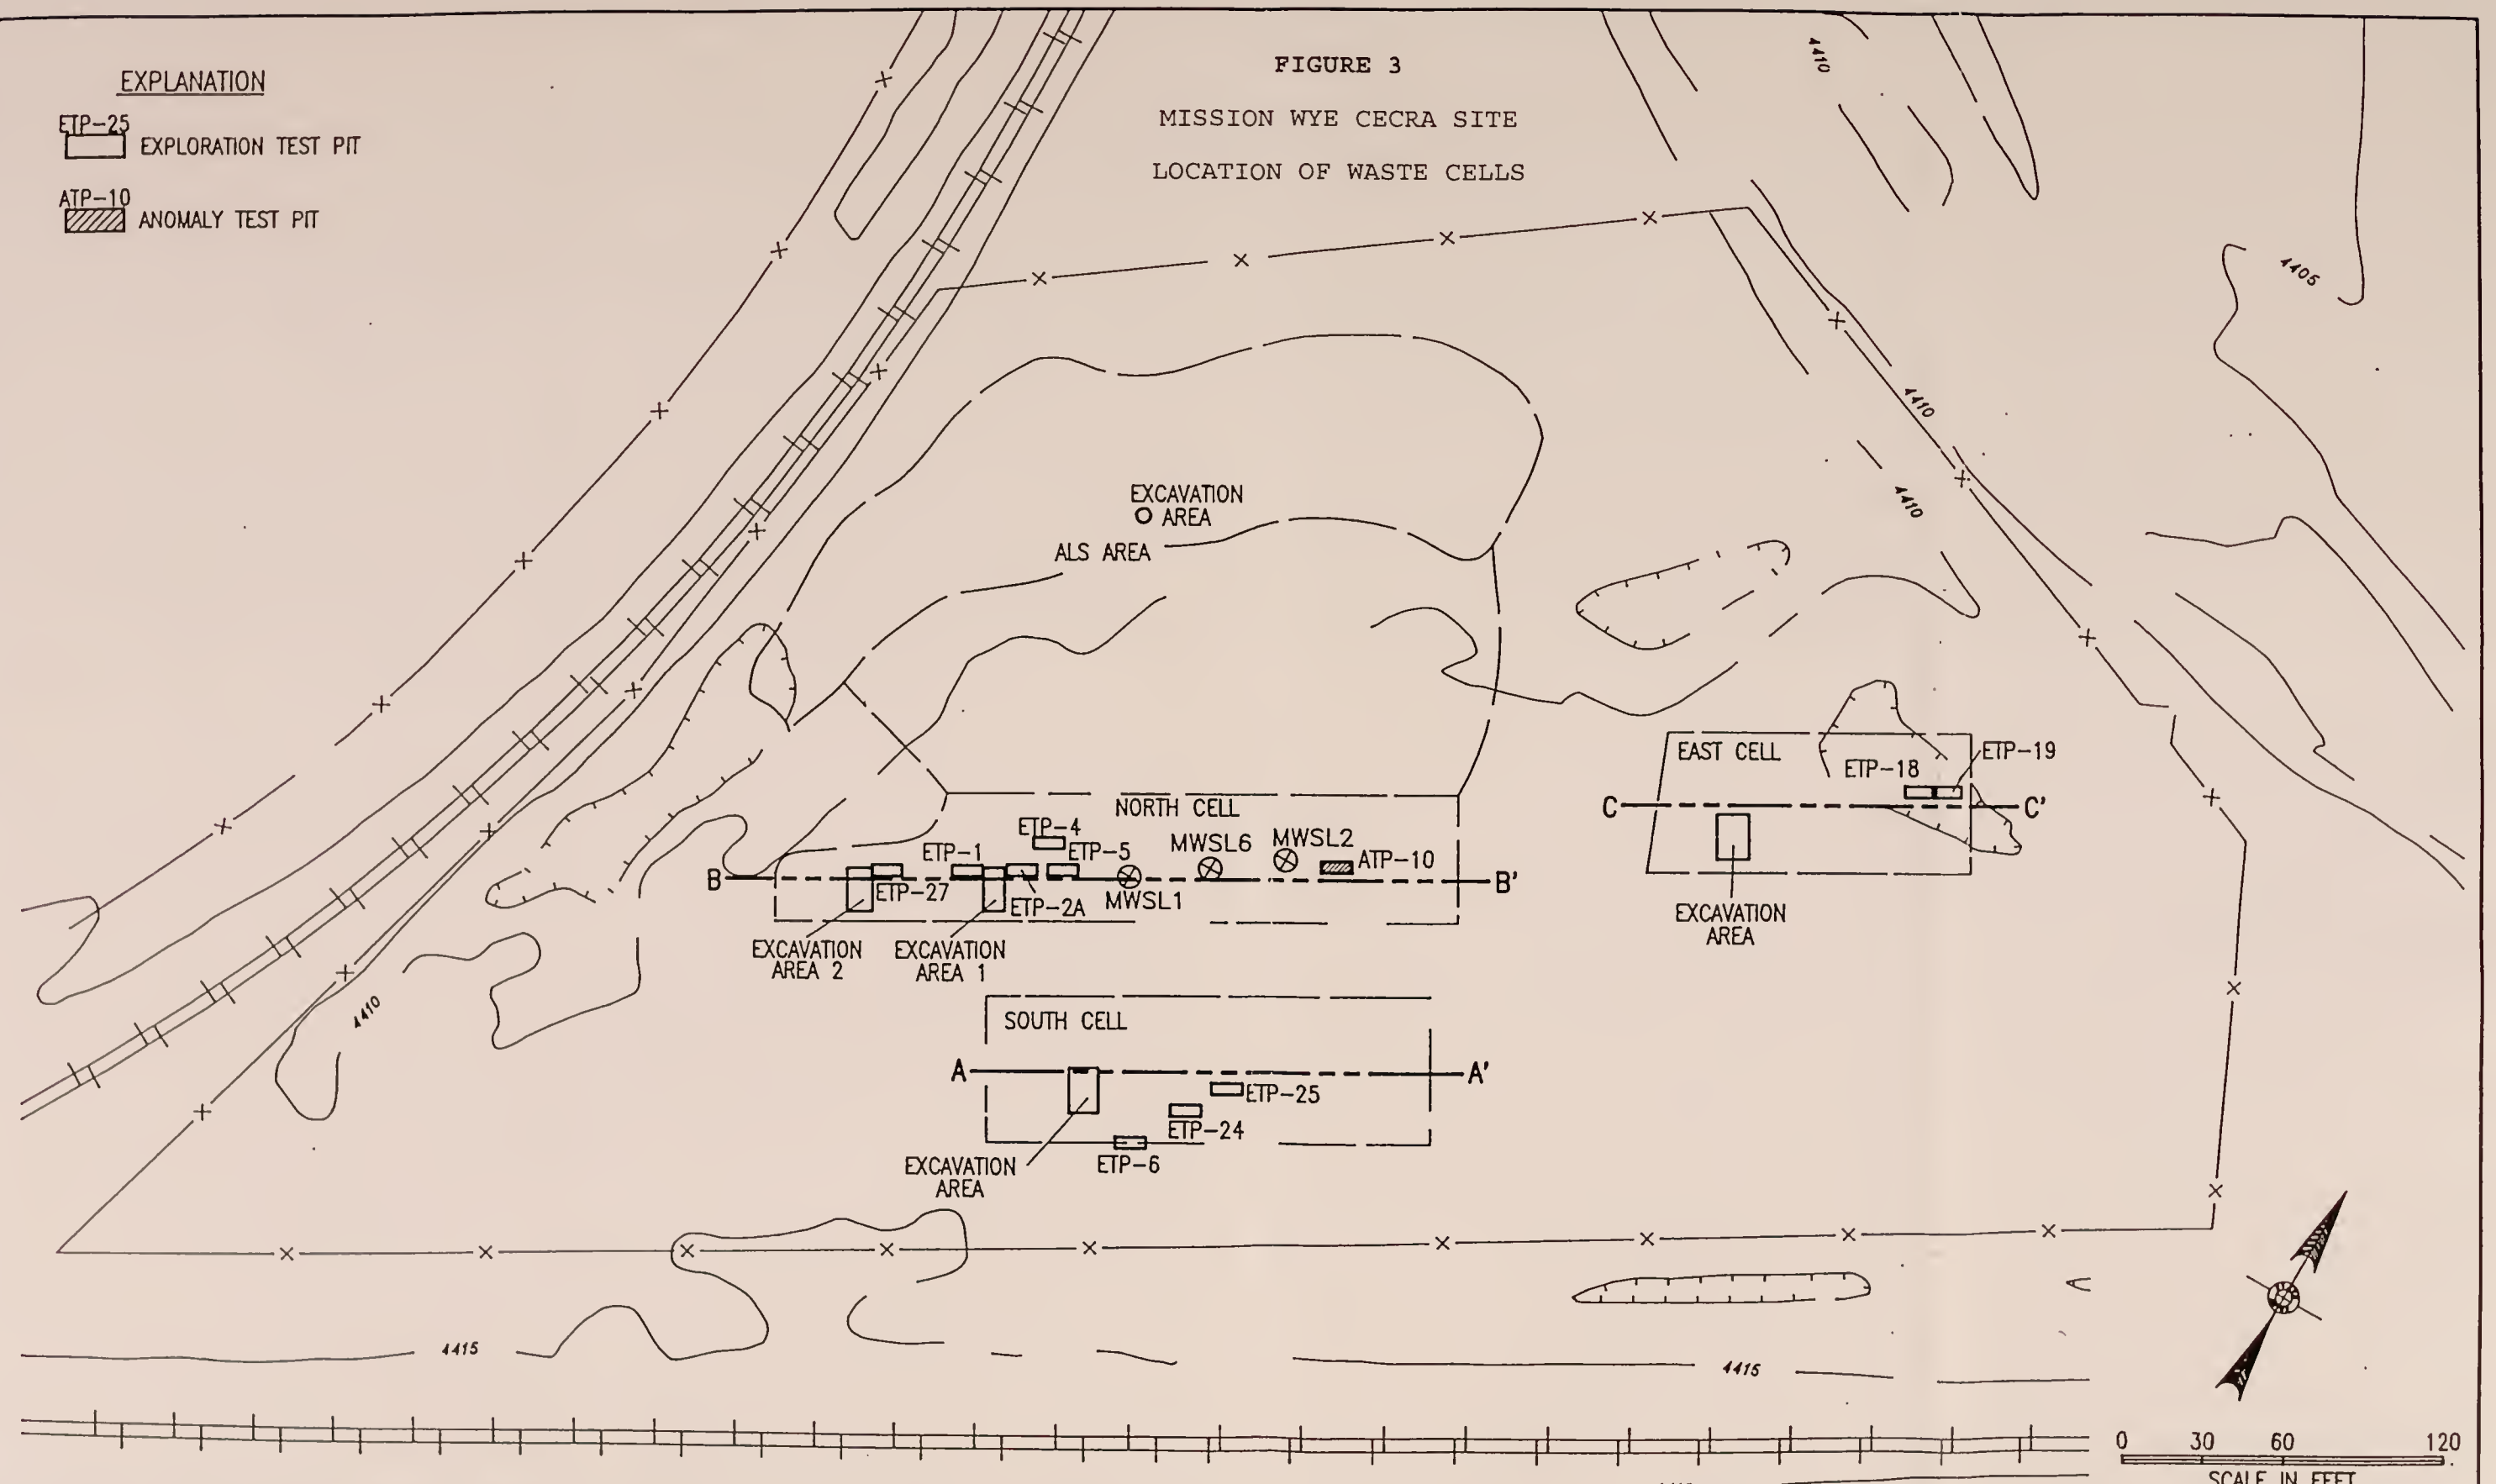 FIGURE 3
MISSION WYE CECRA SITE
LOCATION OF WASTE CELLS
EXPLANATION
ETP-25
EXPLORATION TEST PIT
ATP-10
ANOMALY TEST PIT
4410
4405
4410
4410
EXCAVATION
AREA
ALS AREA
EAST CELL
ETP-19
ETP-18
C
C'
EXCAVATION
AREA
NORTH CELL
ETP-4
ETP-1
ETP-5
MWSL6
MWSL2
ATP-10
B
B'
ETP-27
ETP-2A
MWSL1
EXCAVATION
AREA 2
EXCAVATION
AREA 1
4410
SOUTH CELL
A
A'
ETP-25
ETP-24
ETP-6
EXCAVATION
AREA
4415
4415
0 30 60 120
SCALE IN FEET